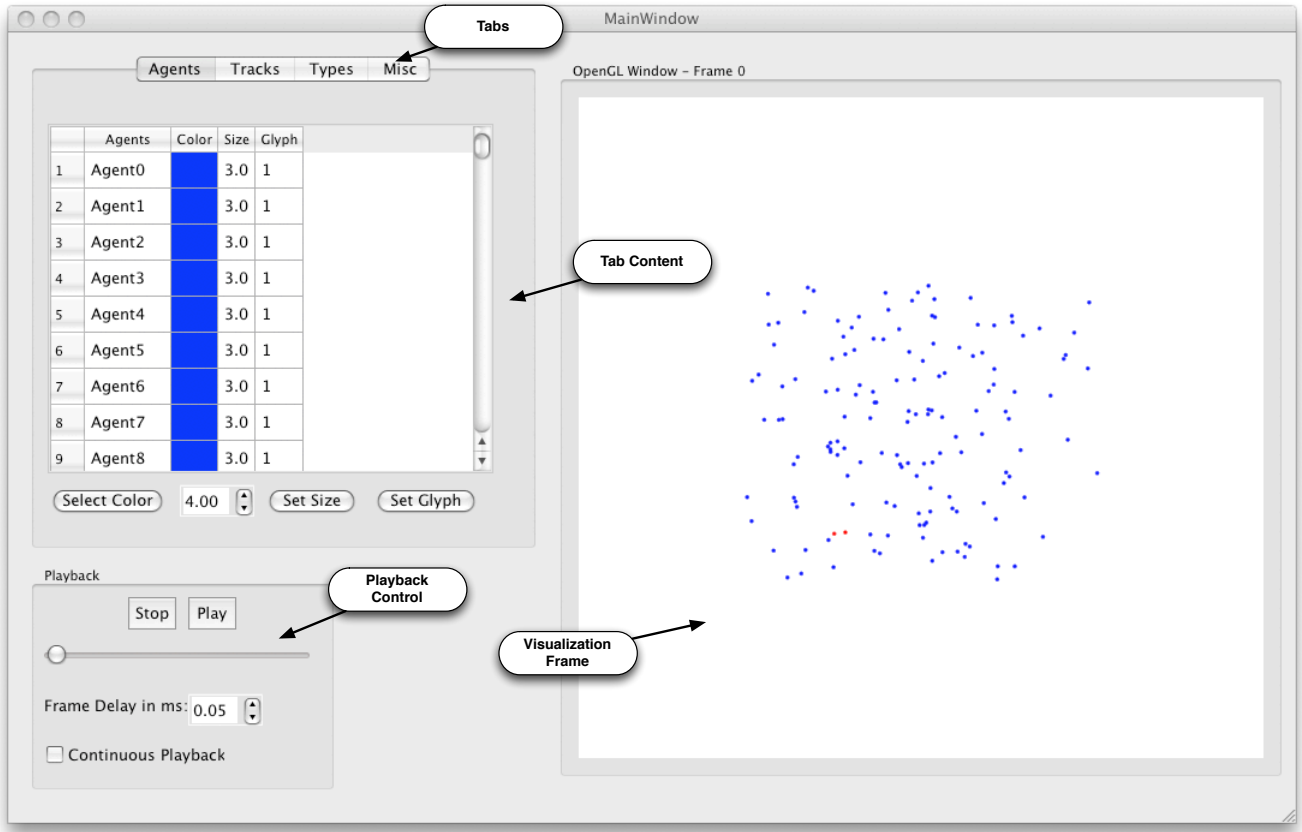 MainWindow
Tabs
Agents Tracks Types Misc
OpenGL Window – Frame 0
Agents Color Size Glyph
1 Agent0 3.0 1
2 Agent1 3.0 1
3 Agent2 3.0 1
4 Agent3 3.0 1
5 Agent4 3.0 1
6 Agent5 3.0 1
7 Agent6 3.0 1
8 Agent7 3.0 1
9 Agent8 3.0 1
Tab Content
Select Color 4.00 Set Size Set Glyph
Playback
Playback
Control
Stop Play
Visualization
Frame
Frame Delay in ms: 0.05
Continuous Playback